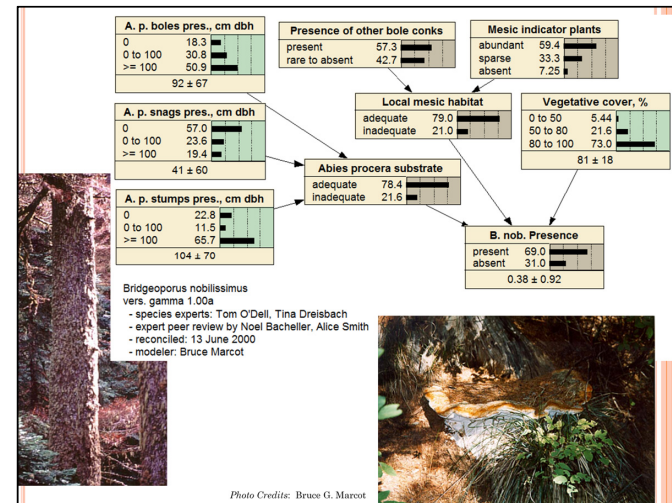 A. p. boles pres., cm dbh
0 18.3
0 to 100 30.8
>= 100 50.9
92 ± 67
Presence of other bole conks
present 57.3
rare to absent 42.7
Mesic indicator plants
abundant 59.4
sparse 33.3
absent 7.25
A. p. snags pres., cm dbh
0 57.0
0 to 100 23.6
>= 100 19.4
41 ± 60
Local mesic habitat
adequate 79.0
inadequate 21.0
Vegetative cover, %
0 to 50 5.44
50 to 80 21.6
80 to 100 73.0
81 ± 18
Abies procera substrate
adequate 78.4
inadequate 21.6
A. p. stumps pres., cm dbh
0 22.8
0 to 100 11.5
>= 100 65.7
104 ± 70
B. nob. Presence
present 69.0
absent 31.0
0.38 ± 0.92
Bridgeoporus nobilissimus
vers. gamma 1.00a
- species experts: Tom O'Dell, Tina Dreisbach
- expert peer review by Noel Bacheller, Alice Smith
- reconciled: 13 June 2000
- modeler: Bruce Marcot
Photo Credits: Bruce G. Marcot